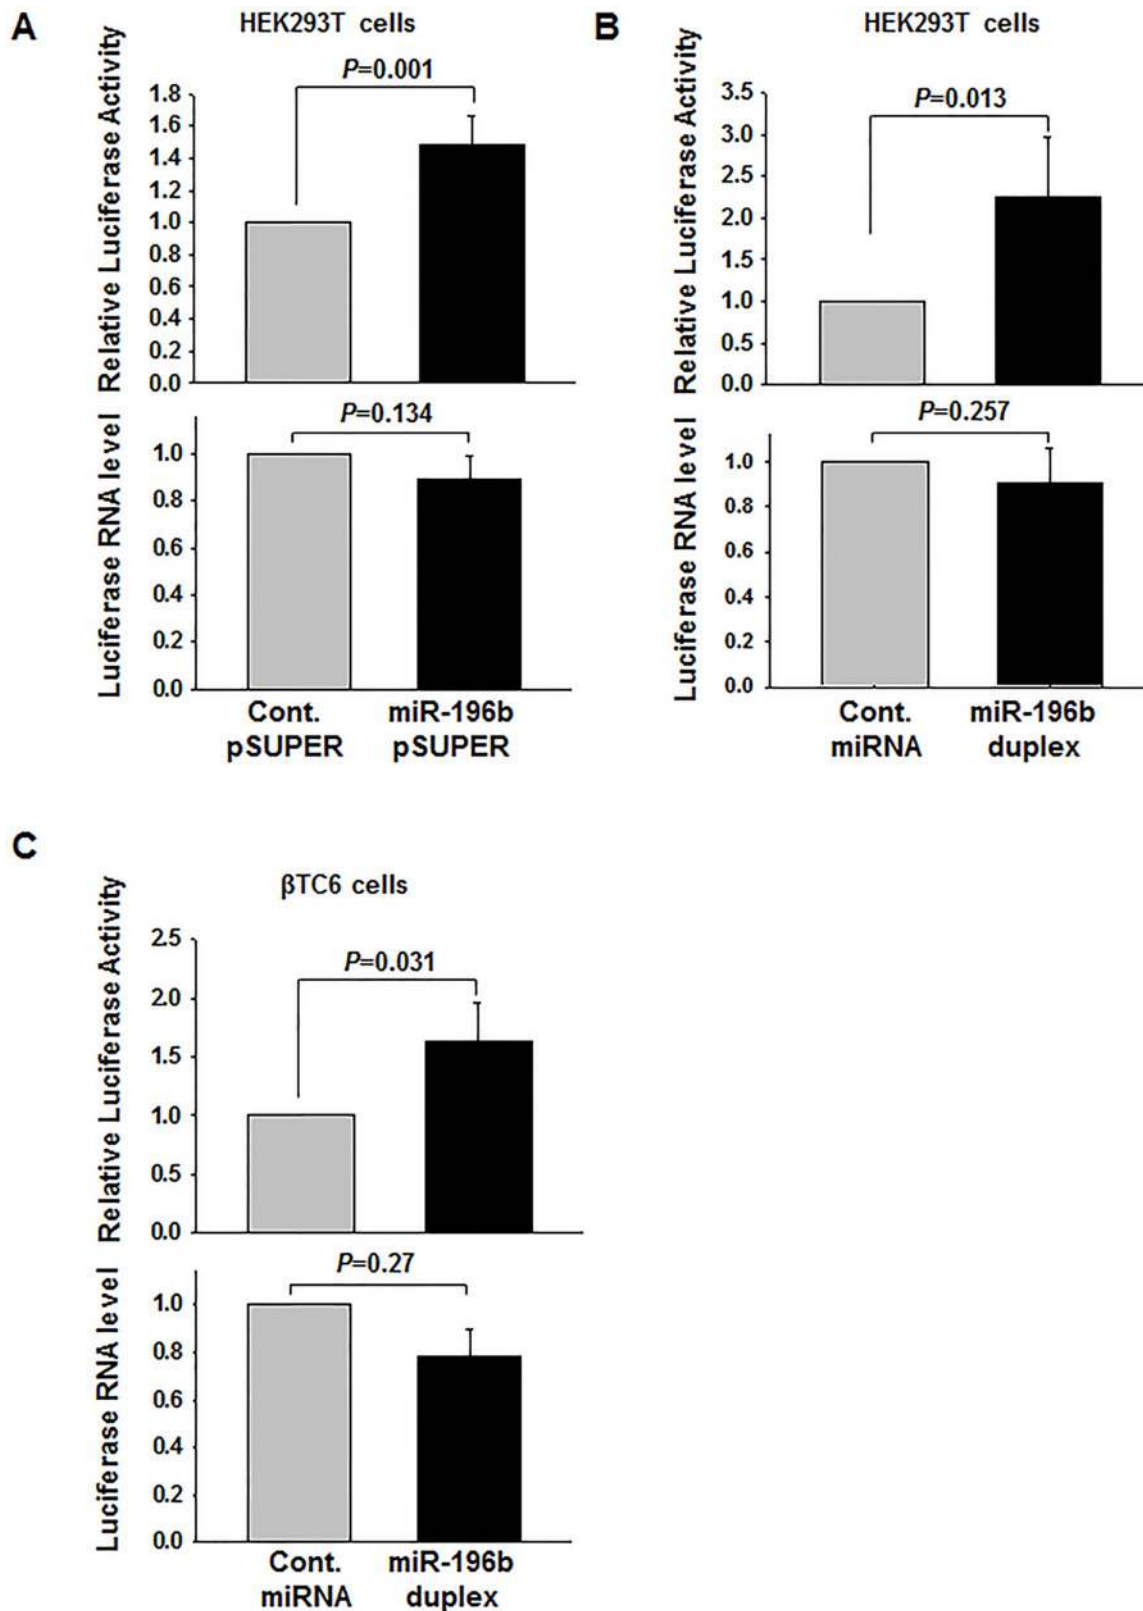 A
HEK293T cells
Relative Luciferase Activity
P=0.001
1.8
1.6
1.4
1.2
1.0
0.8
0.6
0.4
0.2
0.0
Luciferase RNA level
P=0.134
1.0
0.8
0.6
0.4
0.2
0.0
Cont.
pSUPER
miR-196b
pSUPER
B
HEK293T cells
Relative Luciferase Activity
P=0.013
3.5
3.0
2.5
2.0
1.5
1.0
0.5
0.0
Luciferase RNA level
P=0.257
1.0
0.8
0.6
0.4
0.2
0.0
Cont.
miRNA
miR-196b
duplex
C
βTC6 cells
Relative Luciferase Activity
P=0.031
2.5
2.0
1.5
1.0
0.5
0.0
Luciferase RNA level
P=0.27
1.0
0.8
0.6
0.4
0.2
0.0
Cont.
miRNA
miR-196b
duplex